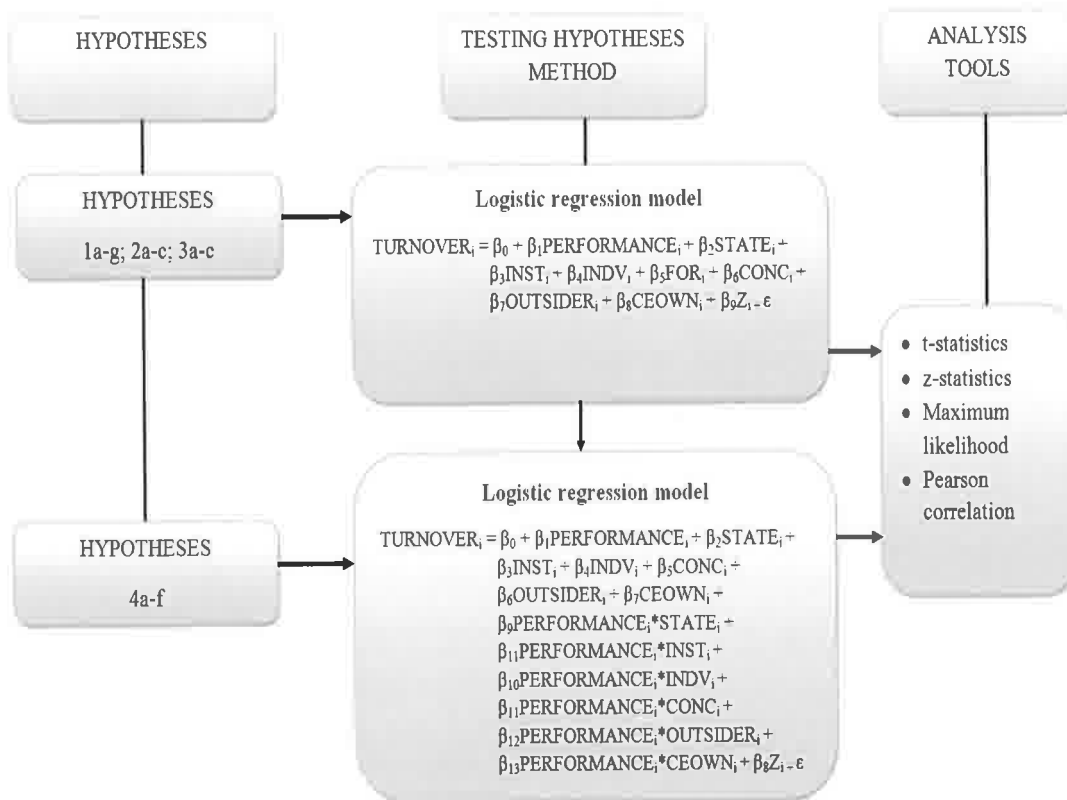 HYPOTHESES
TESTING HYPOTHESES
METHOD
ANALYSIS
TOOLS
HYPOTHESES
1a-g; 2a-c; 3a-c
Logistic regression model
TURNOVERᵢ = β₀ + β₁PERFORMANCEᵢ + β₂STATEᵢ +
β₃INSTᵢ + β₄INDVᵢ + β₅FORᵢ + β₆CONCᵢ +
β₇OUTSIDERᵢ + β₈CEOWNᵢ + β₉Zᵢ₋ε
HYPOTHESES
4a-f
Logistic regression model
TURNOVERᵢ = β₀ + β₁PERFORMANCEᵢ + β₂STATEᵢ +
β₃INSTᵢ + β₄INDVᵢ + β₅CONCᵢ +
β₆OUTSIDERᵢ + β₇CEOWNᵢ +
β₉PERFORMANCEᵢ*STATEᵢ +
β₁₁PERFORMANCEᵢ*INSTᵢ +
β₁₀PERFORMANCEᵢ*INDVᵢ +
β₁₁PERFORMANCEᵢ*CONCᵢ +
β₁₂PERFORMANCEᵢ*OUTSIDERᵢ +
β₁₃PERFORMANCEᵢ*CEOWNᵢ + β₈Zᵢ₋ε
• t-statistics
• z-statistics
• Maximum
likelihood
• Pearson
correlation